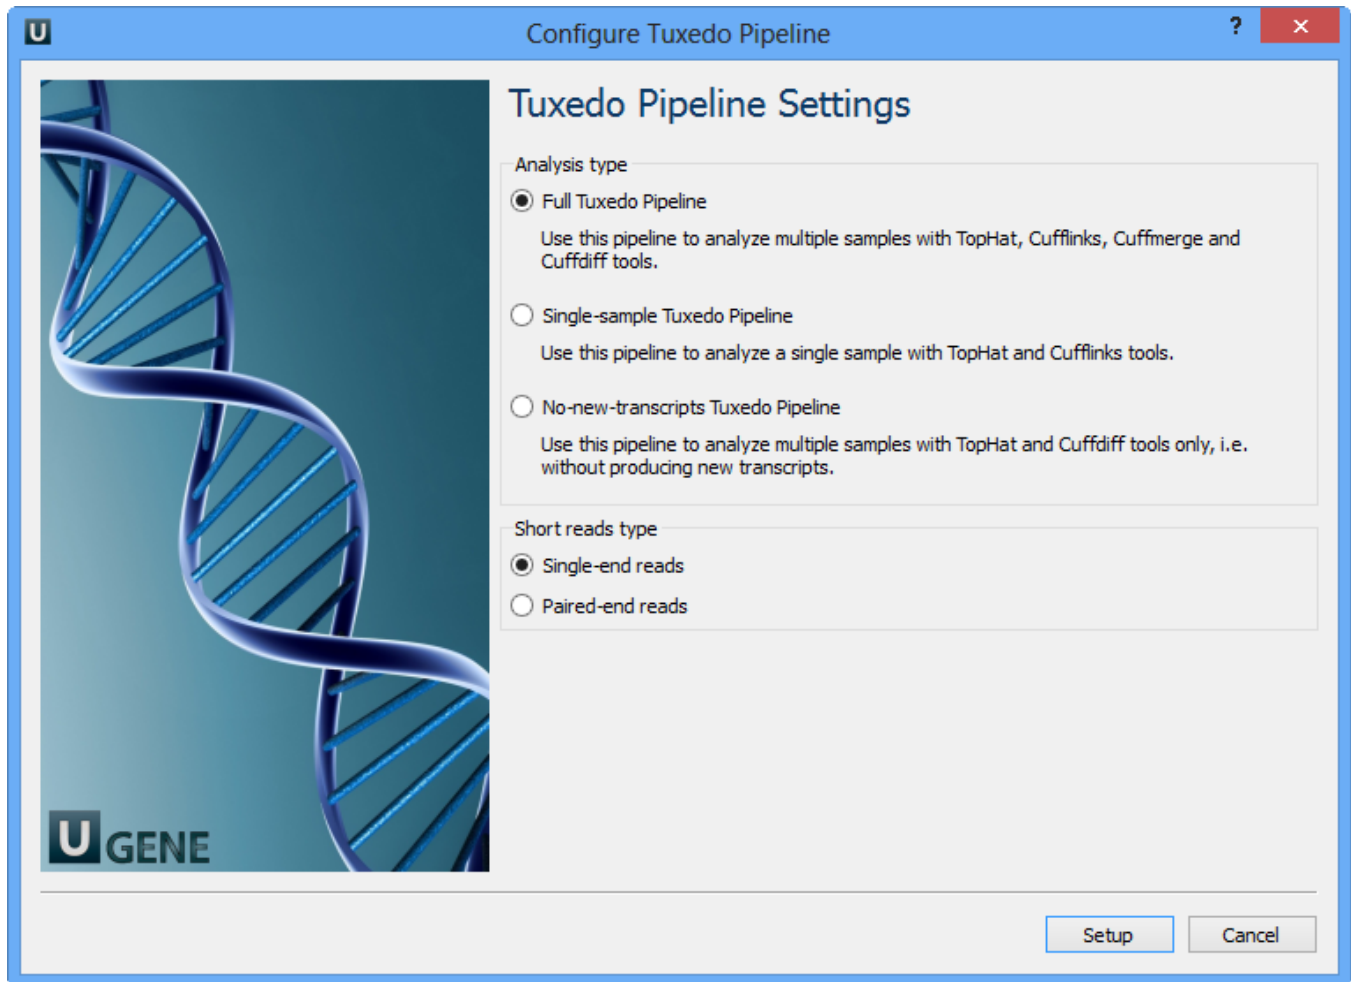 U
Configure Tuxedo Pipeline
?
Tuxedo Pipeline Settings
Analysis type
Full Tuxedo Pipeline
Use this pipeline to analyze multiple samples with TopHat, Cufflinks, Cuffmerge and
Cuffdiff tools.
Single-sample Tuxedo Pipeline
Use this pipeline to analyze a single sample with TopHat and Cufflinks tools.
No-new-transcripts Tuxedo Pipeline
Use this pipeline to analyze multiple samples with TopHat and Cuffdiff tools only, i.e.
without producing new transcripts.
Short reads type
Single-end reads
Paired-end reads
U GENE
Setup
Cancel